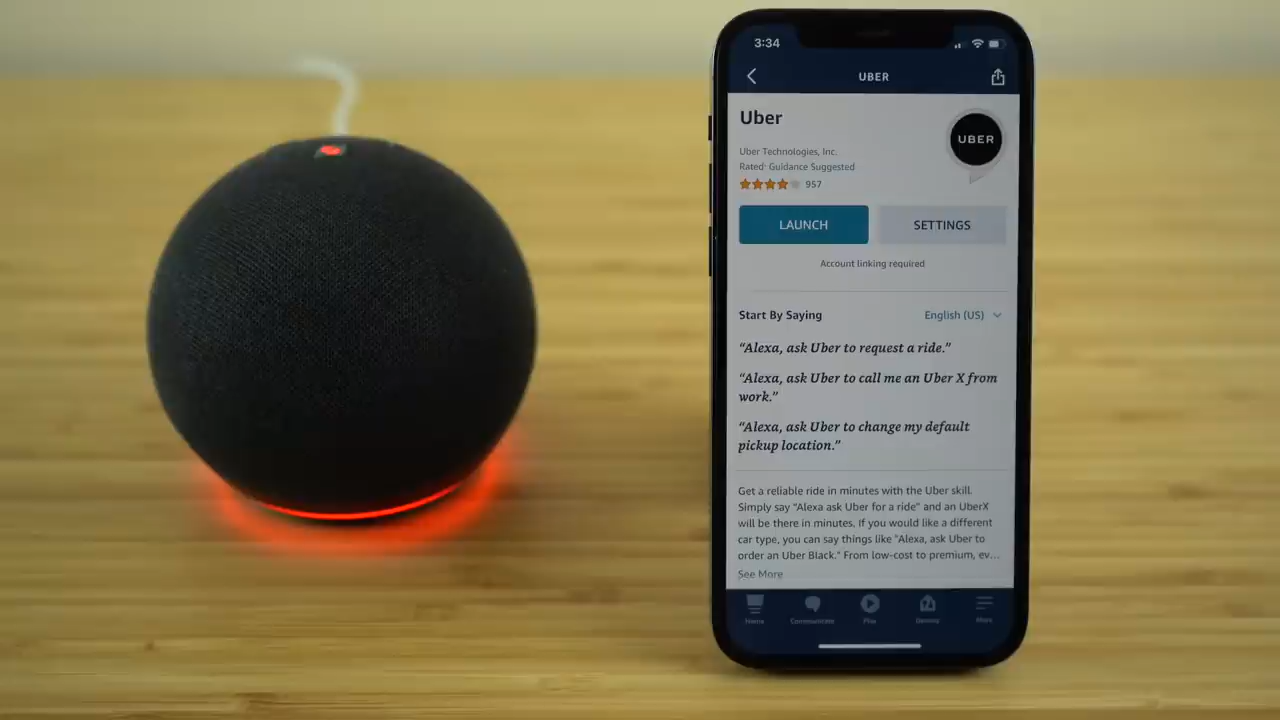 3:34
UBER
Uber
UBER
Uber Technologies, Inc.
Rated: Guidance Suggested
957
LAUNCH
SETTINGS
Account linking required
Start By Saying
English (US)
“Alexa, ask Uber to request a ride.”
“Alexa, ask Uber to call me an Uber X from
work.”
“Alexa, ask Uber to change my default
pickup location.”
Get a reliable ride in minutes with the Uber skill.
Simply say "Alexa ask Uber for a ride" and an UberX
will be there in minutes. If you would like a different
car type, you can say things like "Alexa, ask Uber to
order an Uber Black." From low-cost to premium, ev...
See More
Home
Communicate
Play
Devices
More